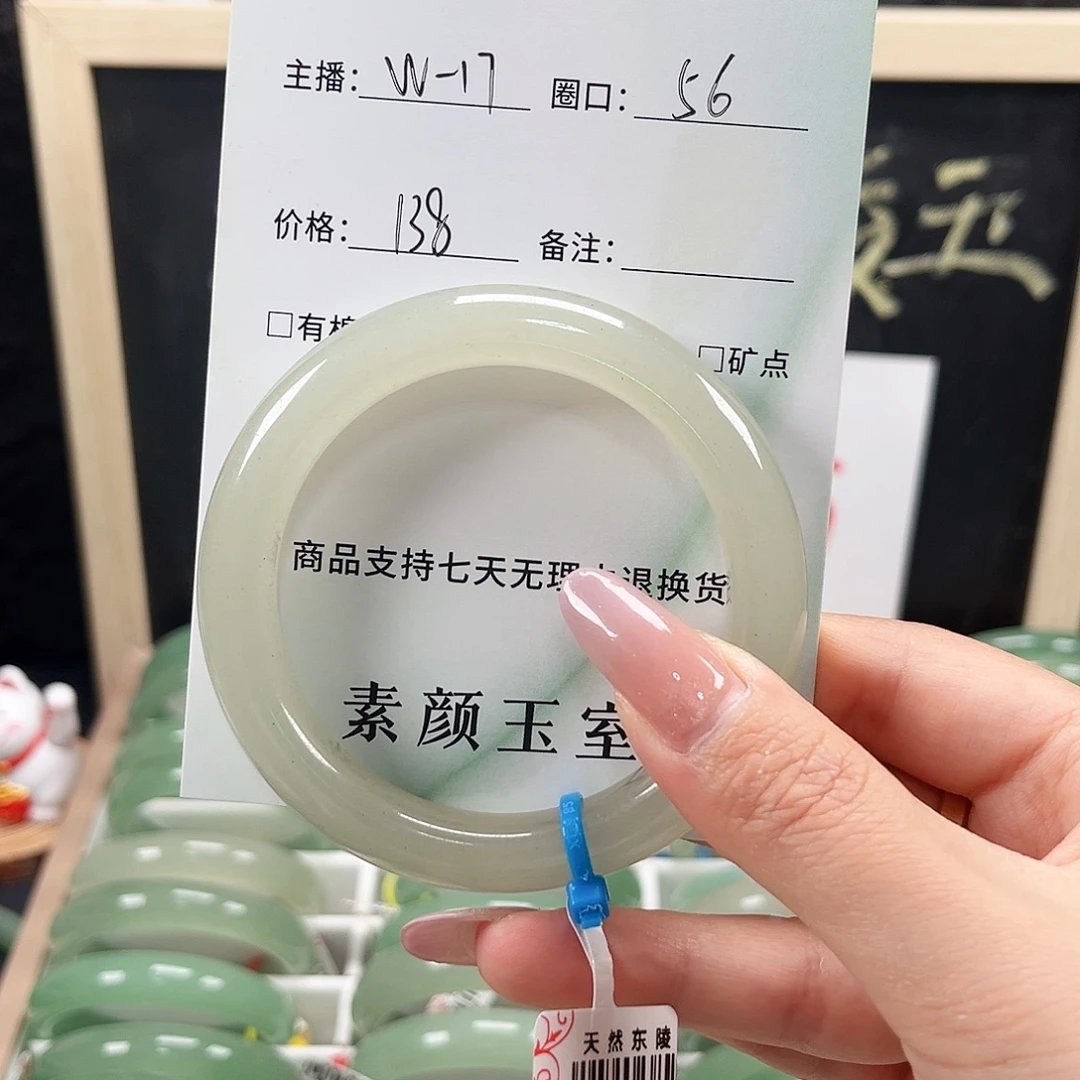 主播: W-17 圈口: 56
价格: 138 备注:
□有棉
□矿点
商品支持七天无理由退换货
素颜玉室
天然东陵